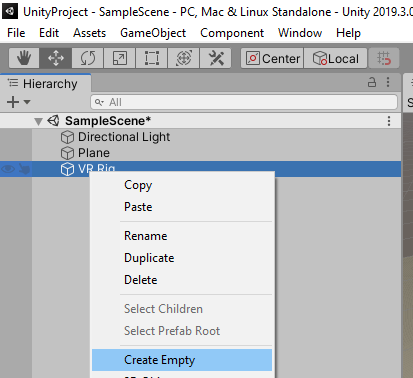 UnityProject - SampleScene - PC, Mac & Linux Standalone - Unity 2019.3.0
File Edit Assets GameObject Component Window Help
Center Local
Hierarchy
All
SampleScene*
Directional Light
Plane
VR Rig
Copy
Paste
Rename
Duplicate
Delete
Select Children
Select Prefab Root
Create Empty